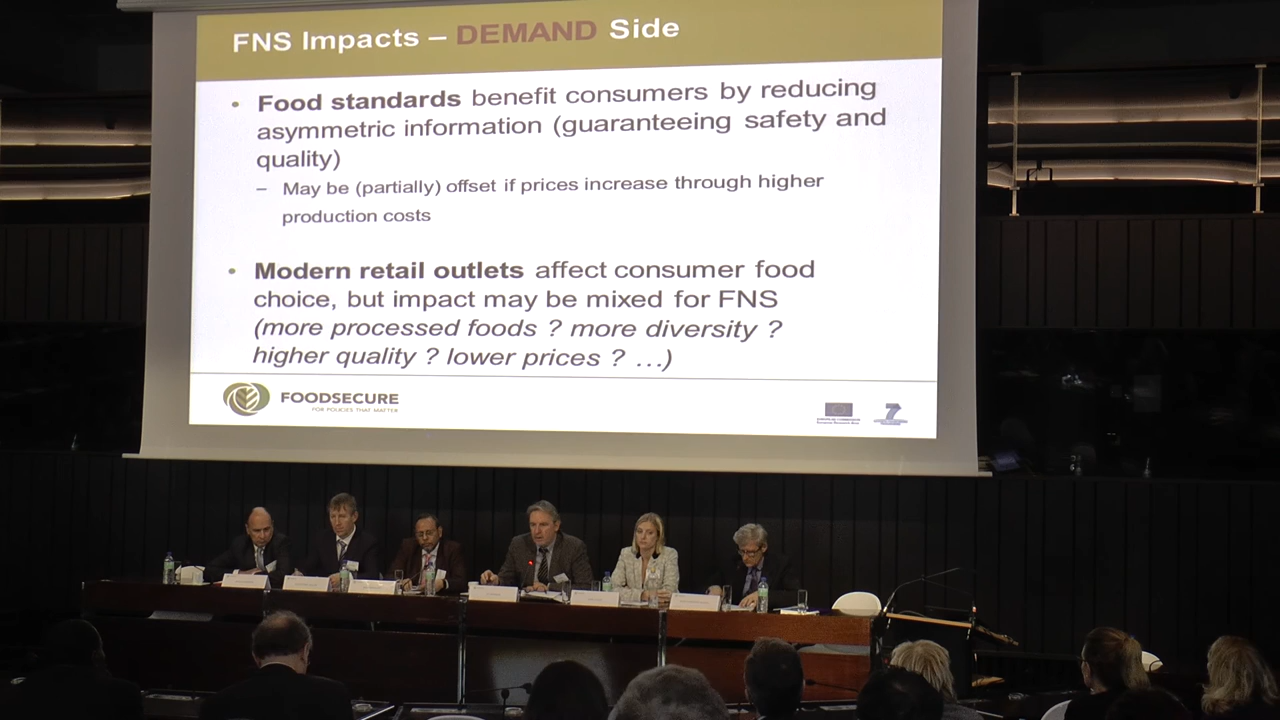 FNS Impacts – DEMAND Side
• Food standards benefit consumers by reducing
asymmetric information (guaranteeing safety and
quality)
– May be (partially) offset if prices increase through higher
production costs
• Modern retail outlets affect consumer food
choice, but impact may be mixed for FNS
(more processed foods ? more diversity ?
higher quality ? lower prices ? ...)
FOODSECURE
FOR POLICIES THAT MATTER
7